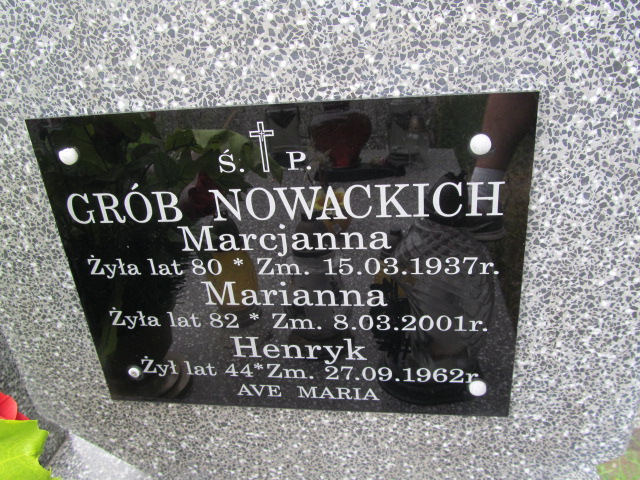 Ś. P.
GRÓB NOWACKICH
Marcjanna
Żyła lat 80 * Zm. 15.03.1937r.
Marianna
Żyła lat 82 * Zm. 8.03.2001r.
Henryk
Żył lat 44*Zm. 27.09.1962r.
AVE MARIA